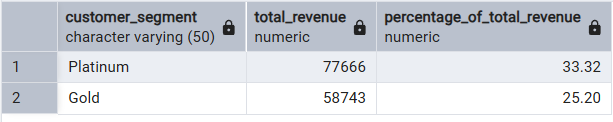 customer_segment total_revenue percentage_of_total_revenue
character varying (50) numeric numeric
1 Platinum 77666 33.32
2 Gold 58743 25.20